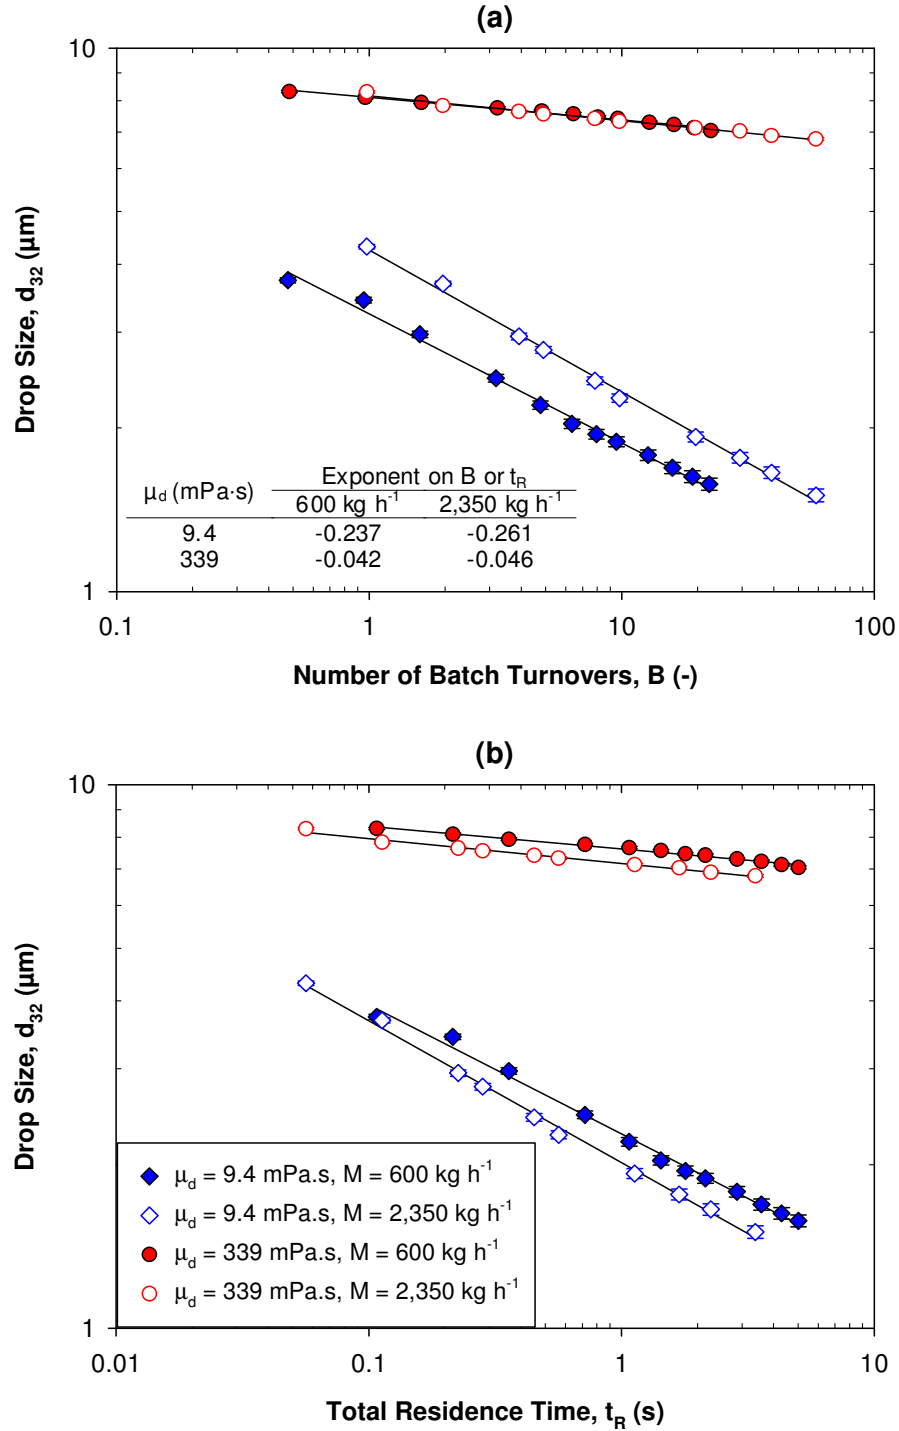 (a)
10
Drop Size, d32 (µm)
μd (mPa·s) Exponent on B or tR
600 kg h-1 2,350 kg h-1
9.4 -0.237 -0.261
339 -0.042 -0.046
1
0.1 1 10 100
Number of Batch Turnovers, B (-)
(b)
10
Drop Size, d32 (µm)
μd = 9.4 mPa.s, M = 600 kg h-1
μd = 9.4 mPa.s, M = 2,350 kg h-1
μd = 339 mPa.s, M = 600 kg h-1
μd = 339 mPa.s, M = 2,350 kg h-1
1
0.01 0.1 1 10
Total Residence Time, tR (s)